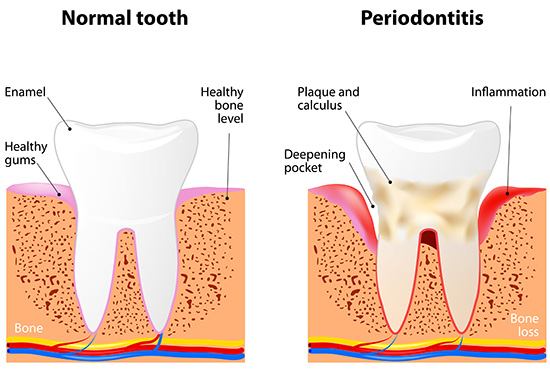 Normal tooth
Enamel
Healthy
bone
level
Healthy
gums
Bone
Periodontitis
Plaque and
calculus
Inflammation
Deepening
pocket
Bone
loss